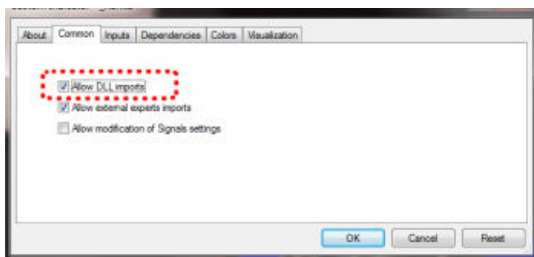 About Common Inputs Dependencies Colors Visualization
Allow DLL imports
Allow external experts imports
Allow modification of Signals settings
OK Cancel Reset